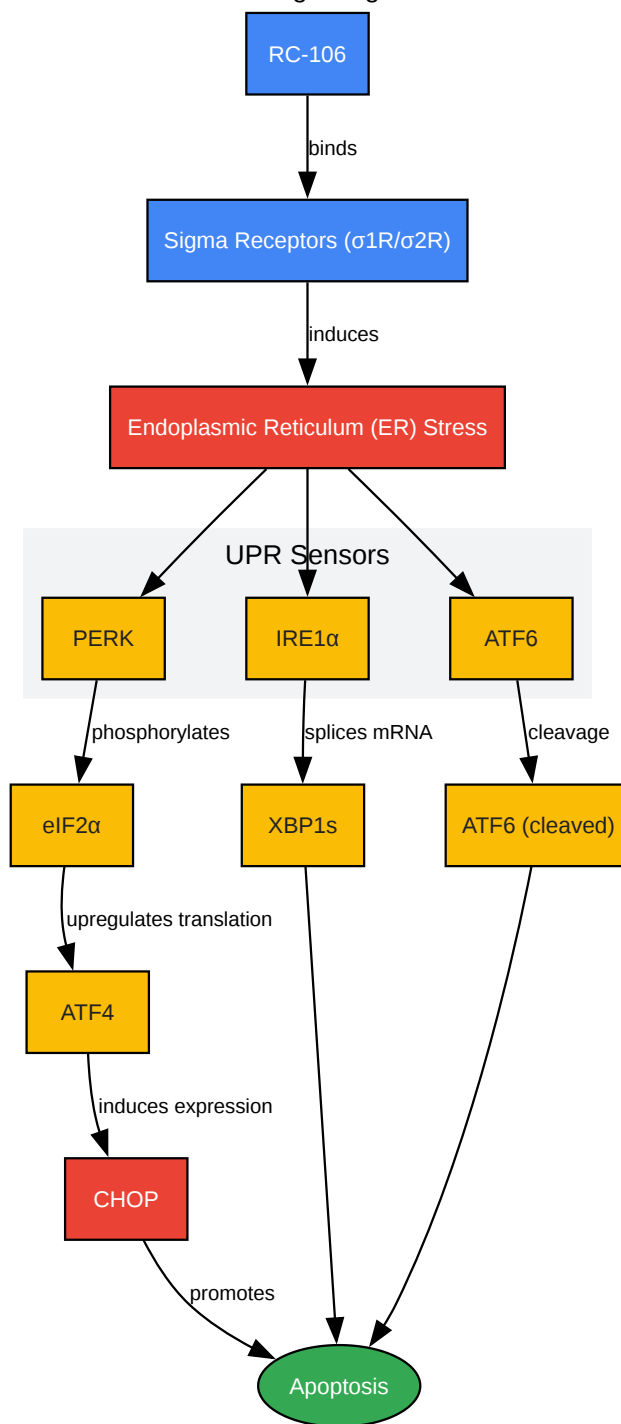 RC-106
binds
Sigma Receptors (σ1R/σ2R)
induces
Endoplasmic Reticulum (ER) Stress
UPR Sensors
PERK
IRE1α
ATF6
phosphorylates
splices mRNA
cleavage
eIF2α
XBP1s
ATF6 (cleaved)
upregulates translation
ATF4
induces expression
CHOP
promotes
Apoptosis